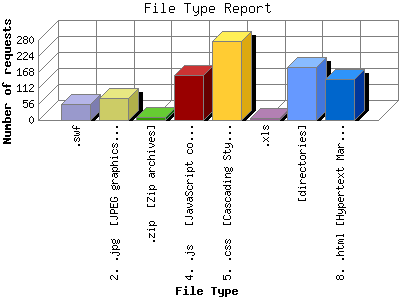 File Type Report
Number of requests
280
224
168
112
56
0
.swf
2. .jpg [JPEG graphics...
.zip [Zip archives]
4. .js [JavaScript co...
5. .css [Cascading Sty...
.xls
[directories]
8. .html [Hypertext Mar...
File Type